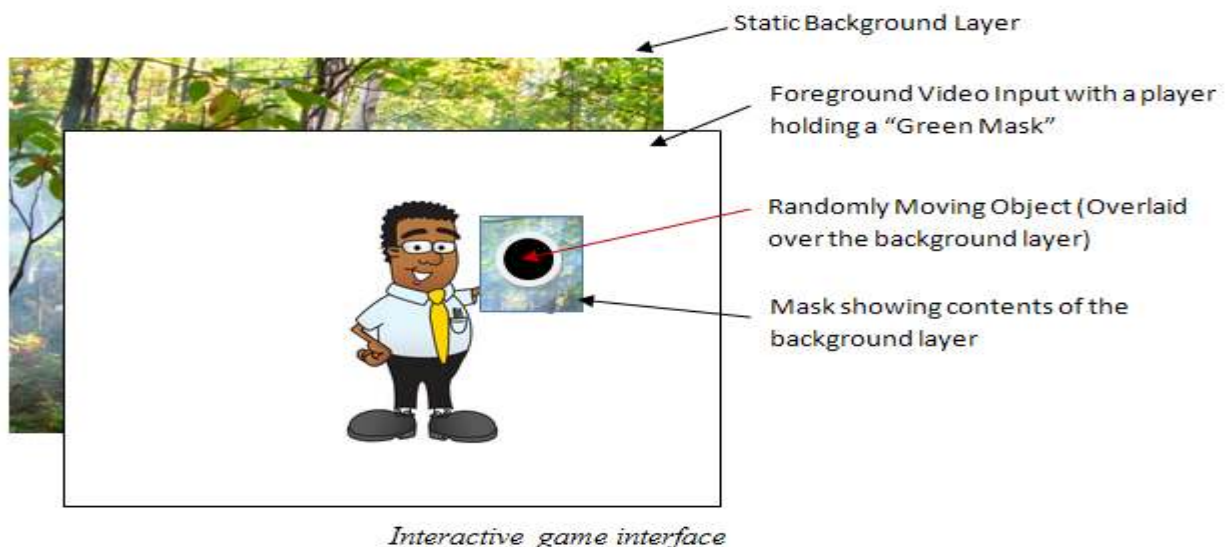 Static Background Layer
Foreground Video Input with a player
holding a “Green Mask”
Randomly Moving Object (Overlaid
over the background layer)
Mask showing contents of the
background layer
Interactive game interface